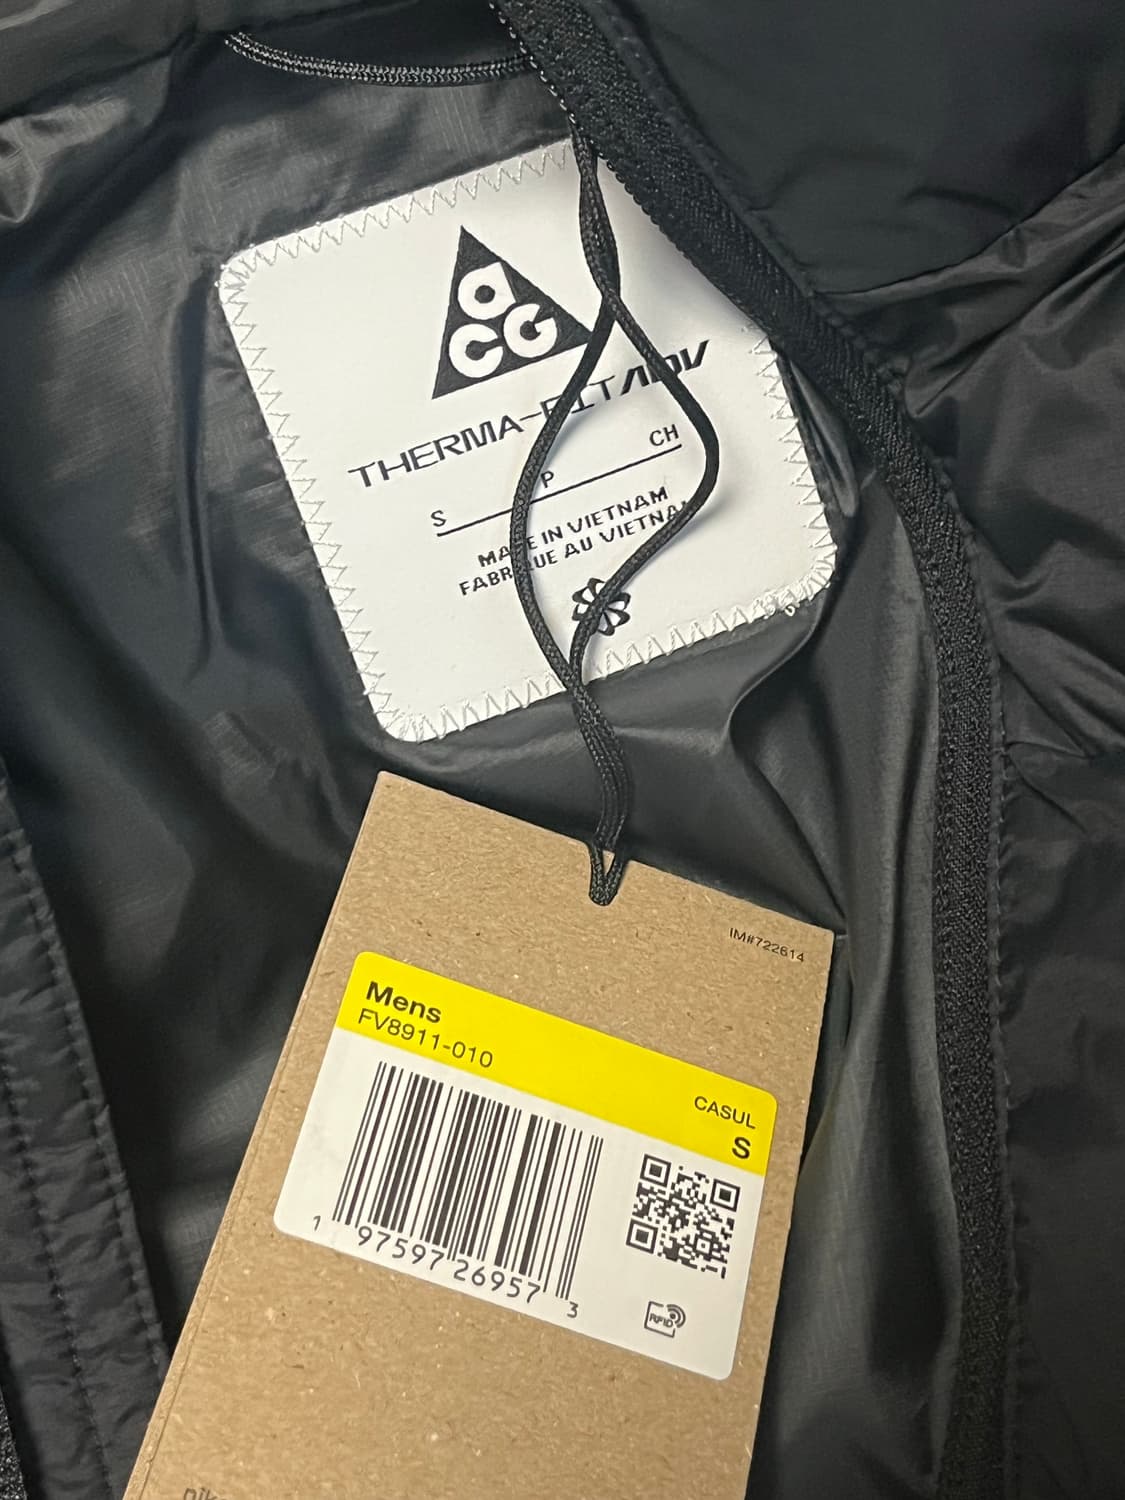 aCG
THERMA-FIT ADV
S P CH
MADE IN VIETNAM
FABRIQUE AU VIETNAM
IM#722614
Mens
FV8911-010
CASUL
S
1 97597 26957 3
RFID